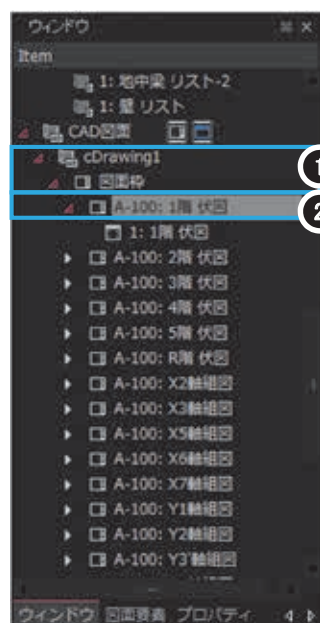 ウィンドウ
Item
1: 地中梁 リスト-2
1: 壁 リスト
CAD図面
cDrawing1
1
図面枠
A-100: 1階 伏図
2
1: 1階 伏図
A-100: 2階 伏図
A-100: 3階 伏図
A-100: 4階 伏図
A-100: 5階 伏図
A-100: R階 伏図
A-100: X2軸組図
A-100: X3軸組図
A-100: X5軸組図
A-100: X6軸組図
A-100: X7軸組図
A-100: Y1軸組図
A-100: Y2軸組図
A-100: Y3'軸組図
ウィンドウ 図面要素 プロパティ